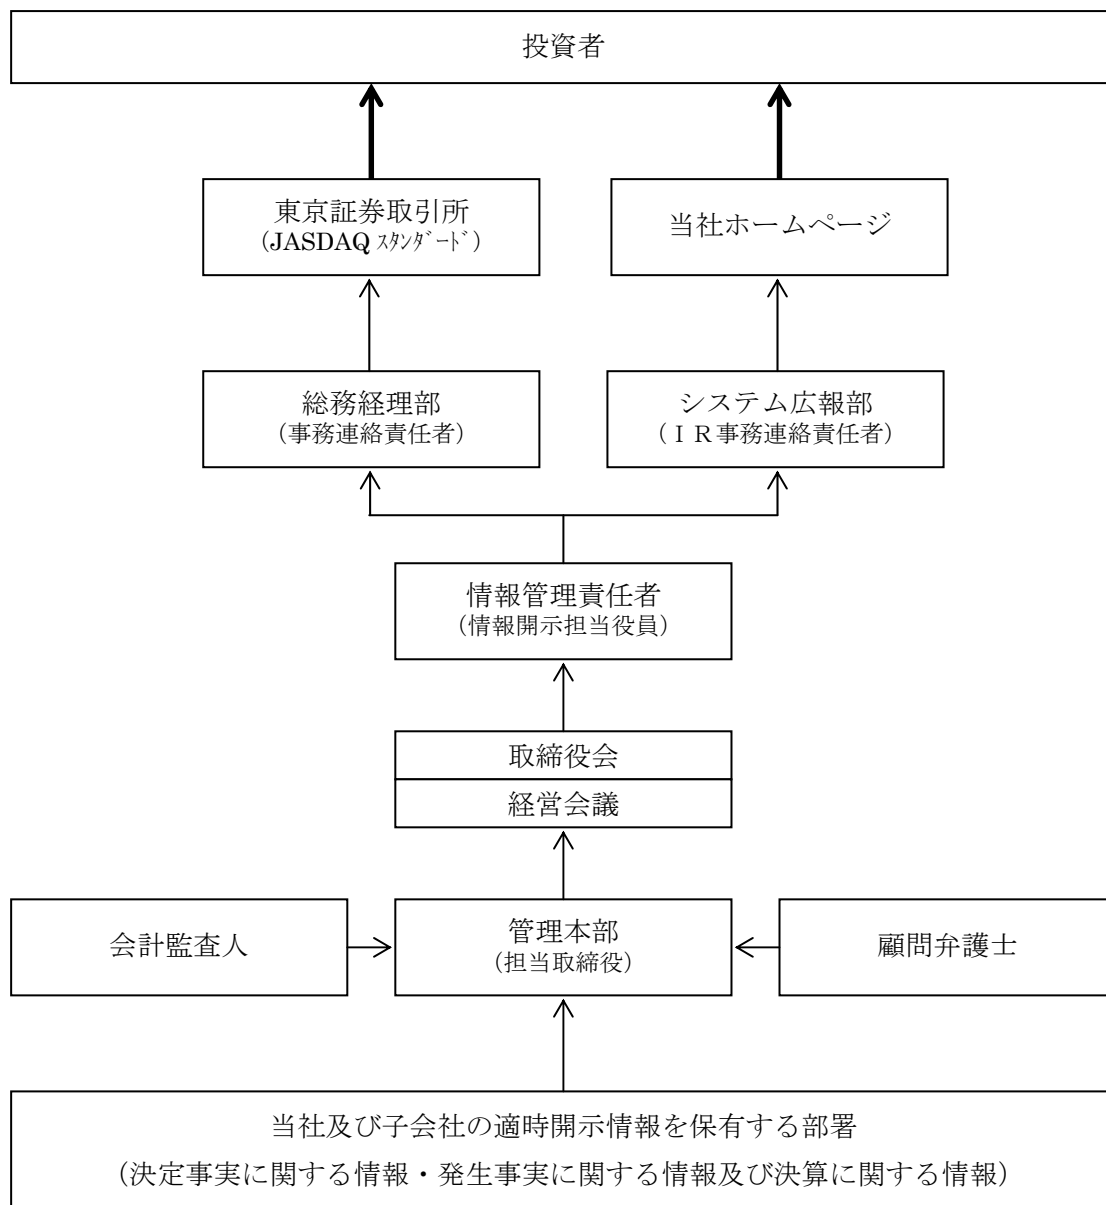 投資者
東京証券取引所
（JASDAQ ｽﾀﾝﾀﾞｰﾄﾞ）
当社ホームページ
総務経理部
（事務連絡責任者）
システム広報部
（ＩＲ事務連絡責任者）
情報管理責任者
（情報開示担当役員）
取締役会
経営会議
会計監査人
管理本部
（担当取締役）
顧問弁護士
当社及び子会社の適時開示情報を保有する部署
（決定事実に関する情報・発生事実に関する情報及び決算に関する情報）